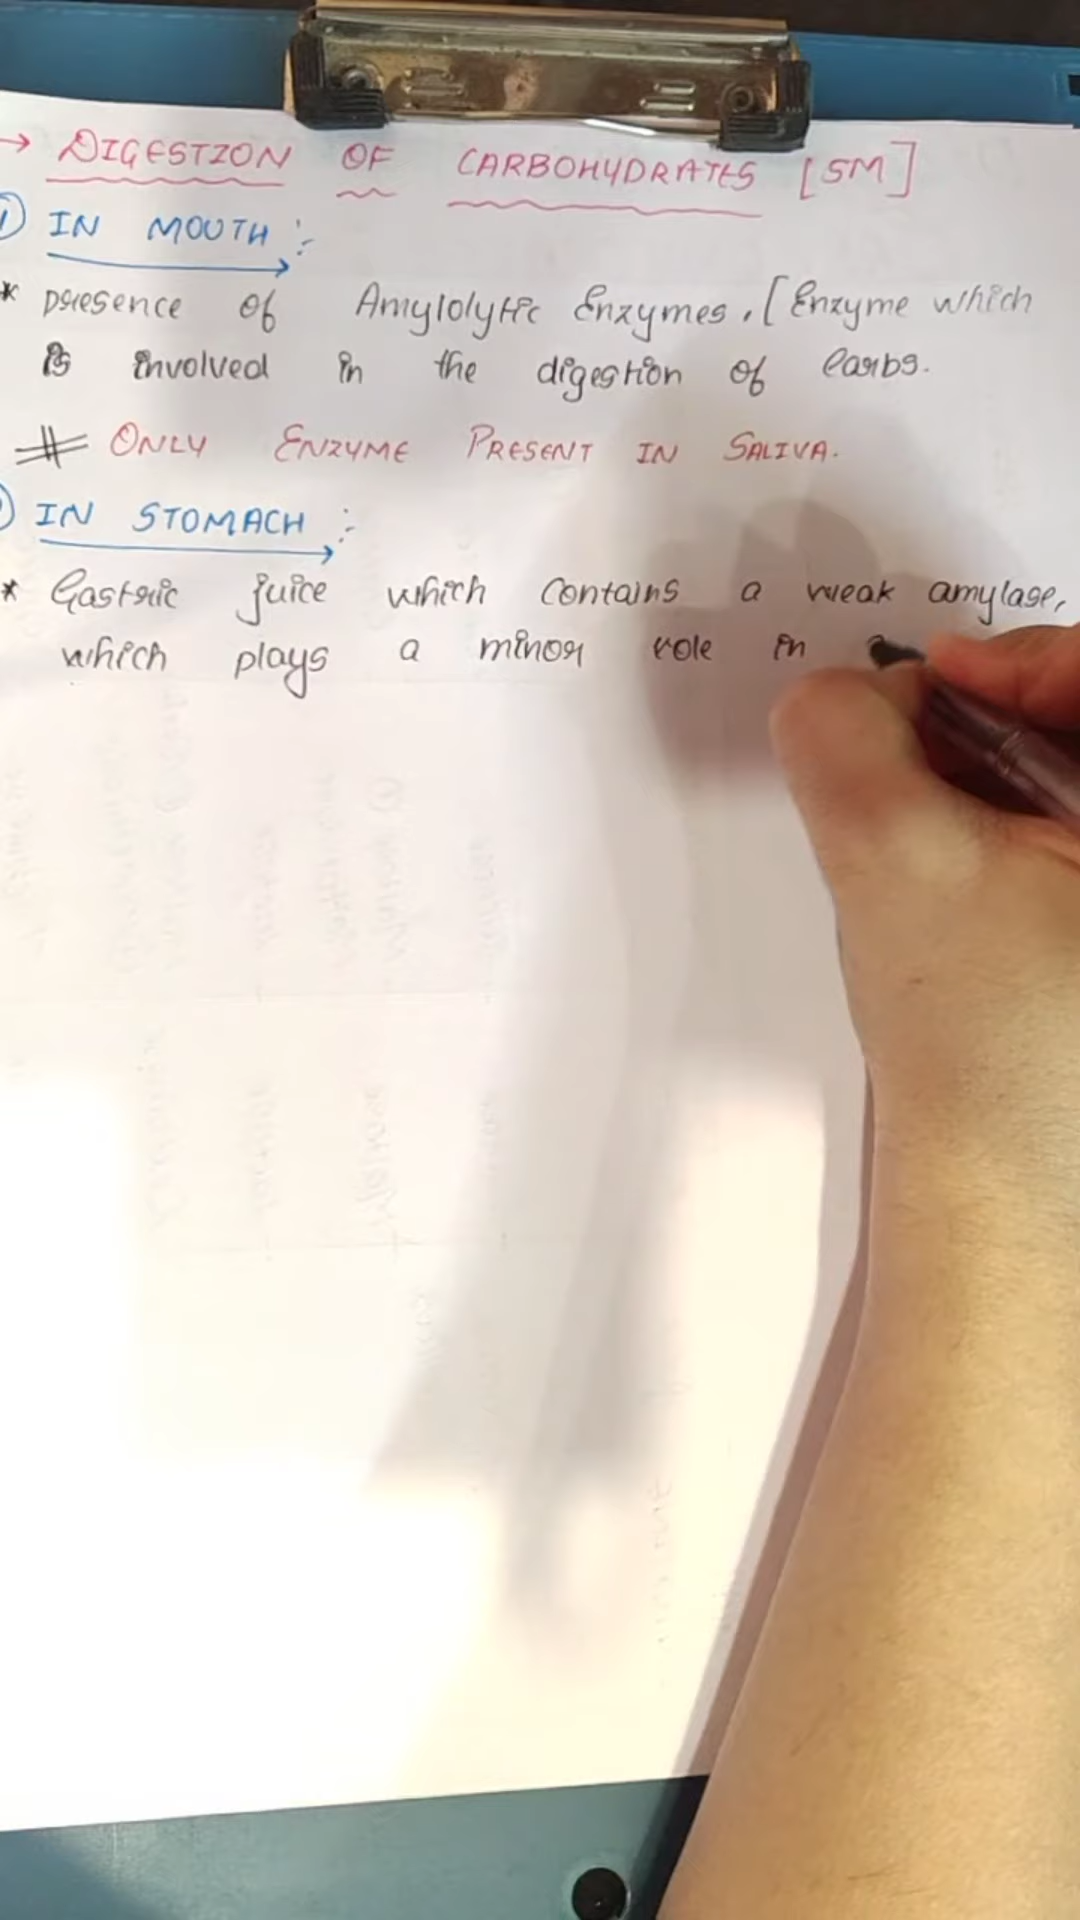 → DIGESTION OF CARBOHYDRATES [5M]
① IN MOUTH :-
* presence of Amylolytic Enzymes. [Enzyme which
is involved in the digestion of Carbs.
# ONLY ENZYME PRESENT IN SALIVA.
IN STOMACH :-
* Gastric juice which contains a weak amylase,
which plays a minor role in